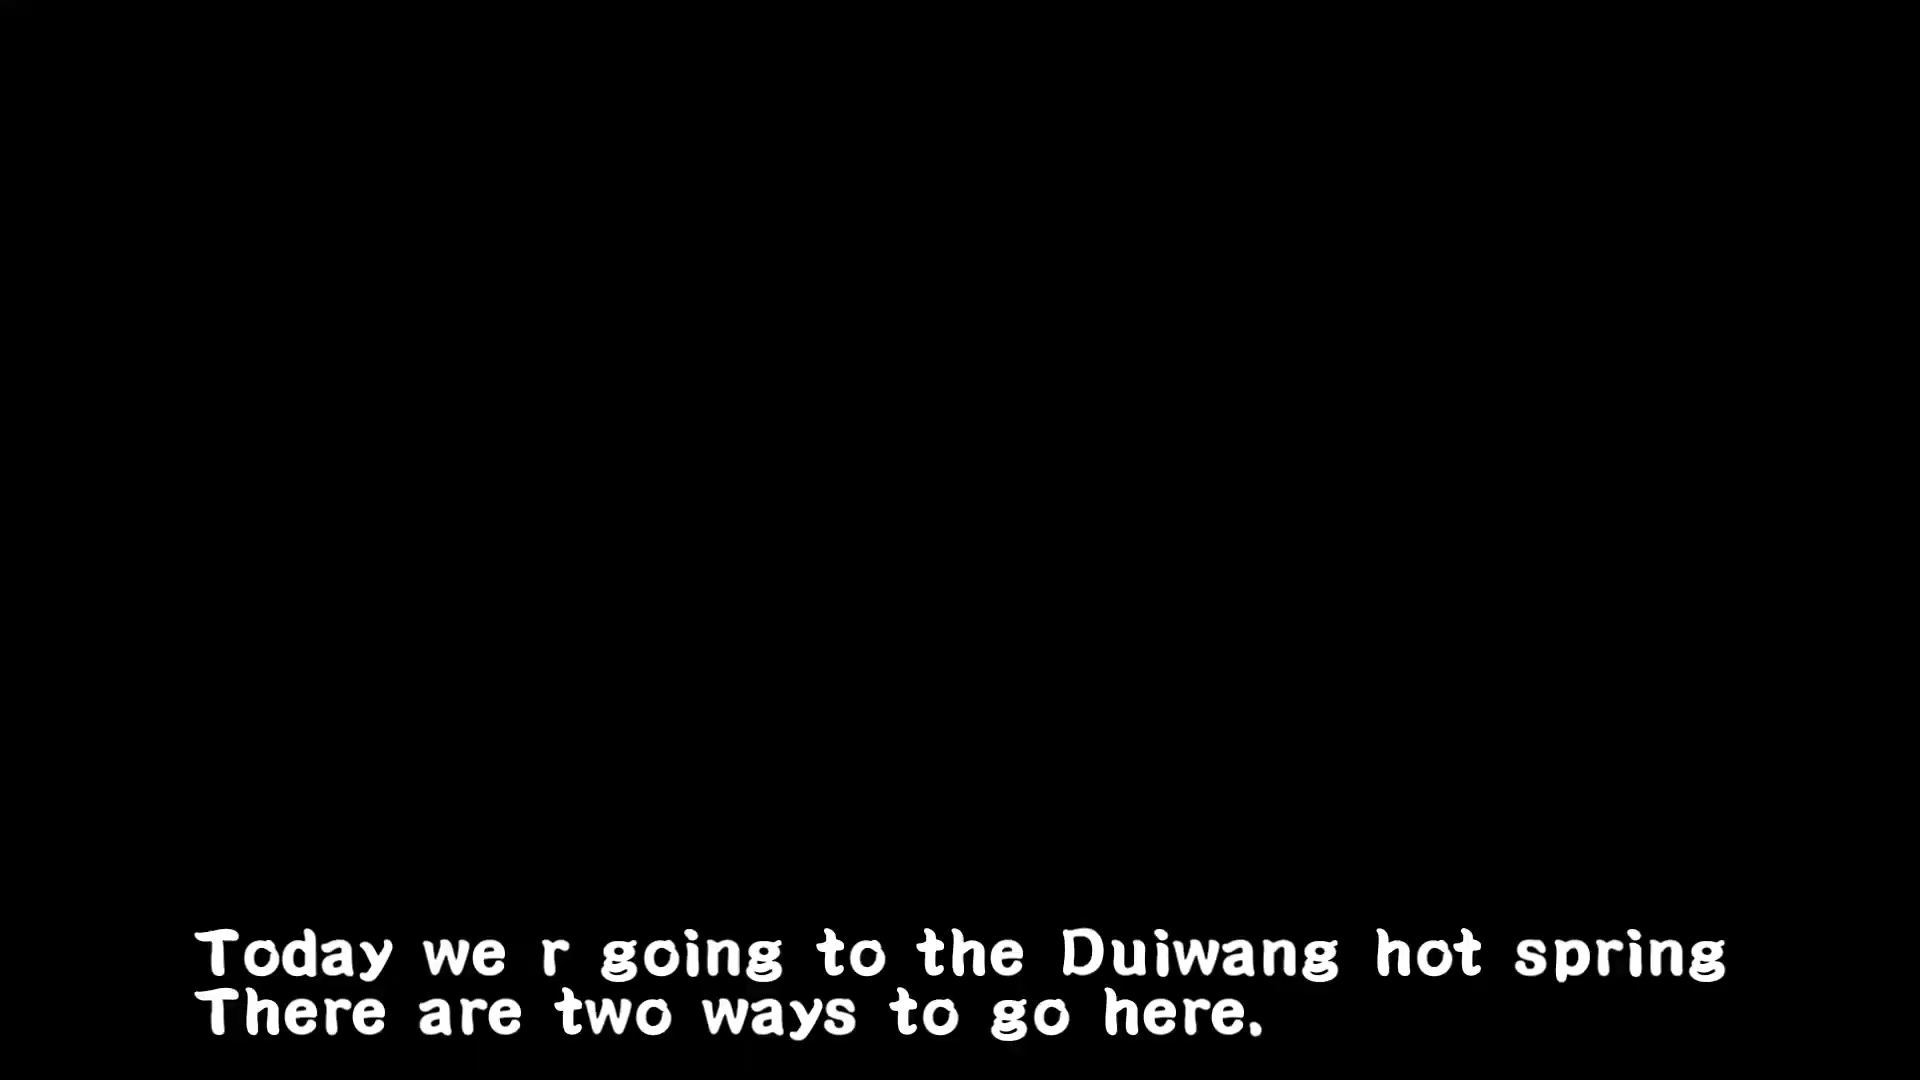 Today we r going to the Duiwang hot spring
There are two ways to go here.